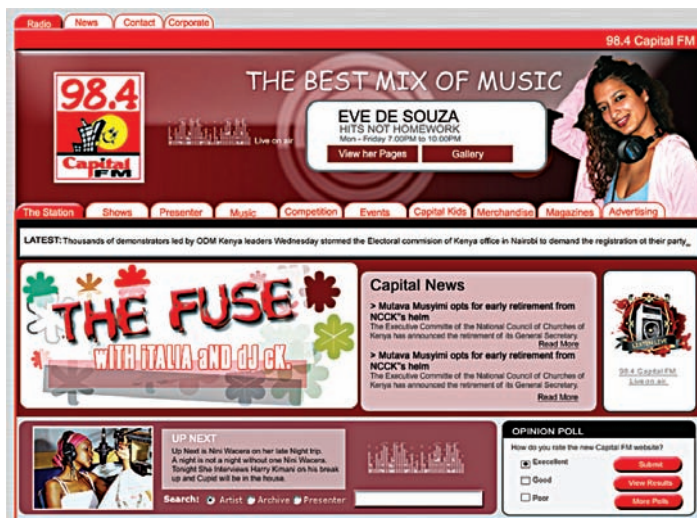 Radio News Contact Corporate
98.4 Capital FM
THE BEST MIX OF MUSIC
98.4
Capital
FM
Live on air
EVE DE SOUZA
HITS NOT HOMEWORK
Mon - Friday 7.00PM to 10:00PM
View her Pages Gallery
The Station Shows Presenter Music Competition Events Capital Kids Merchandise Magazines Advertising
LATEST: Thousands of demonstrators led by ODM Kenya leaders Wednesday stormed the Electoral commision of Kenya office in Nairobi to demand the registration ot their party,,
THE FUSE
WITH iTALIA aND dJ cK.
Capital News
> Mutava Musyimi opts for early retirement from
NCCK"s helm
The Executive Committe of the National Council of Churches of
Kenya has announced the retirement of its General Secretary.
Read More
> Mutava Musyimi opts for early retirement from
NCCK"s helm
The Executive Committe of the National Council of Churches of
Kenya has announced the retirement of its General Secretary.
Read More
LISTEN LIVE
98.4 Capital FM
Live on air.
UP NEXT
Up Next is Nini Wacera on her late Night trip.
A night is not a night without one Nini Wacera.
Tonight She Interviews Harry Kimani on his break
up and Cupid will be in the house.
Search: Artist Archive Presenter
OPINION POLL
How do you rate the new Capital FM website?
Execellent
Good
Poor
Submit
View Results
More Polls